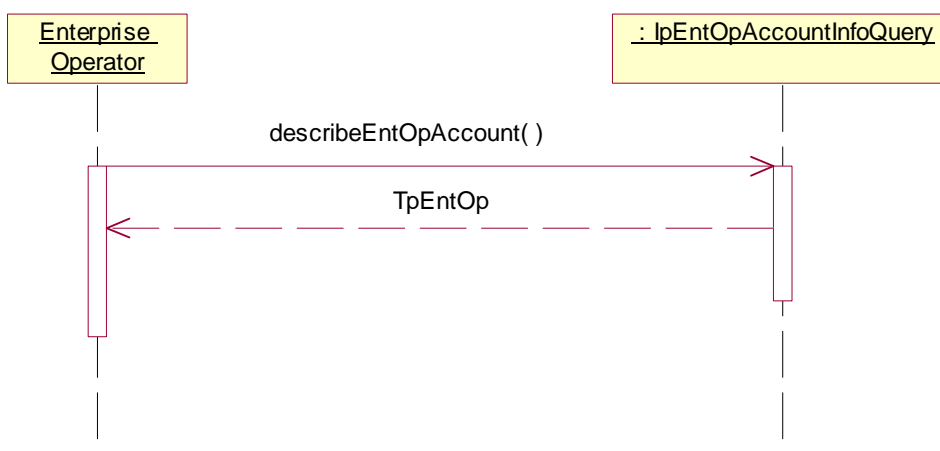 Enterprise
Operator
: IpEntOpAccountInfoQuery
describeEntOpAccount( )
TpEntOp